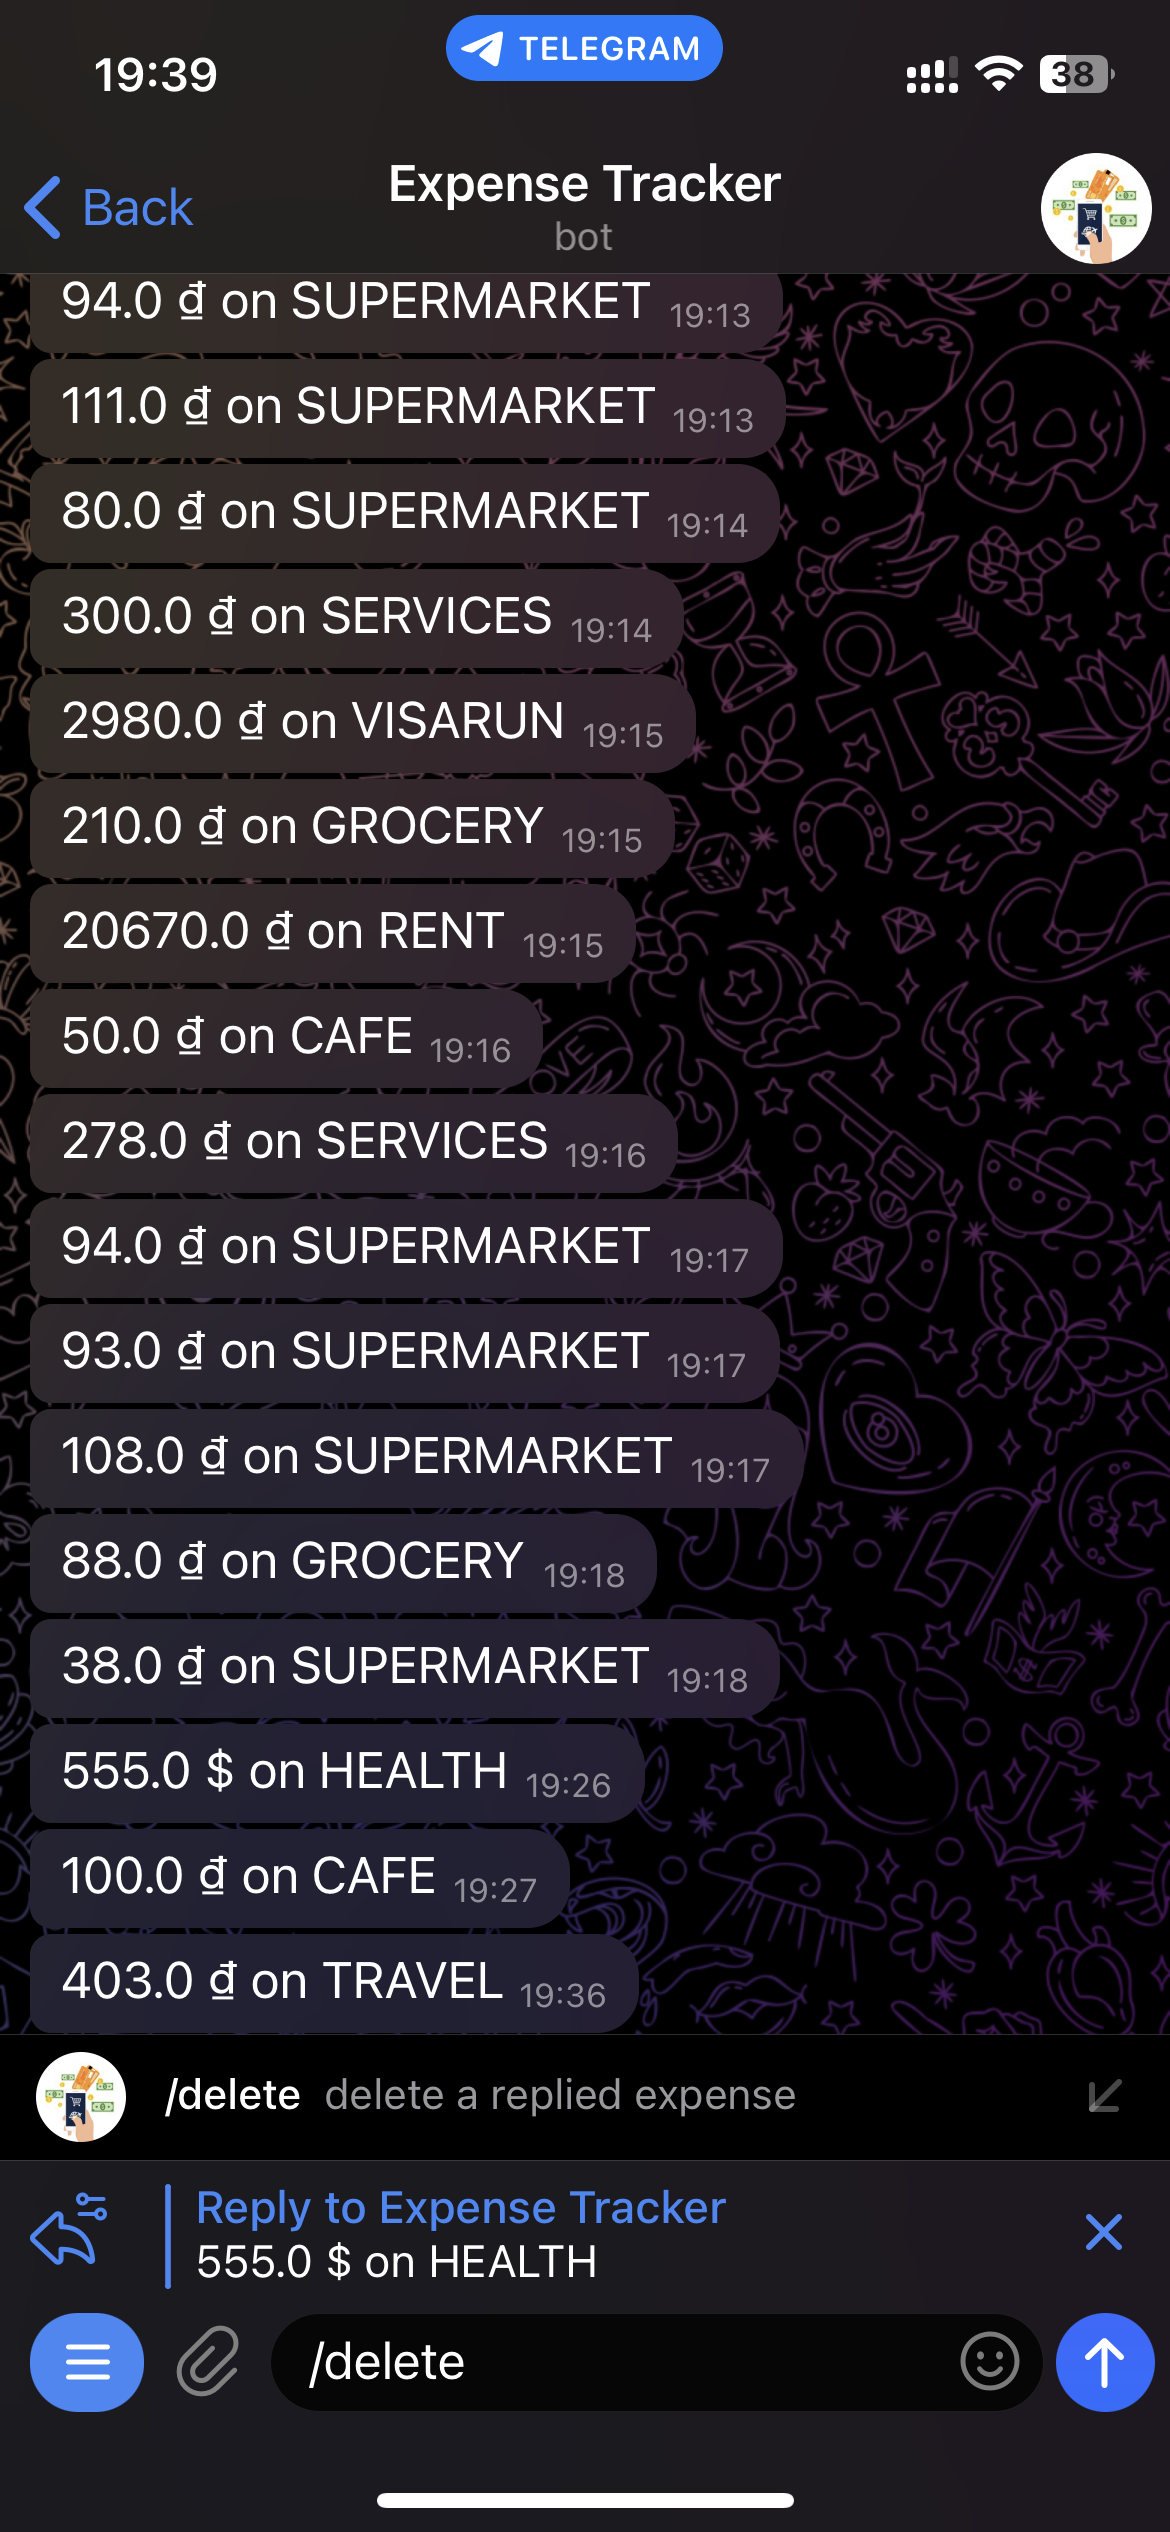 19:39
TELEGRAM
38
Back
Expense Tracker
bot
94.0 ₫ on SUPERMARKET 19:13
111.0 ₫ on SUPERMARKET 19:13
80.0 ₫ on SUPERMARKET 19:14
300.0 ₫ on SERVICES 19:14
2980.0 ₫ on VISARUN 19:15
210.0 ₫ on GROCERY 19:15
20670.0 ₫ on RENT 19:15
50.0 ₫ on CAFE 19:16
278.0 ₫ on SERVICES 19:16
94.0 ₫ on SUPERMARKET 19:17
93.0 ₫ on SUPERMARKET 19:17
108.0 ₫ on SUPERMARKET 19:17
88.0 ₫ on GROCERY 19:18
38.0 ₫ on SUPERMARKET 19:18
555.0 $ on HEALTH 19:26
100.0 ₫ on CAFE 19:27
403.0 ₫ on TRAVEL 19:36
/delete delete a replied expense
Reply to Expense Tracker
555.0 $ on HEALTH
/delete